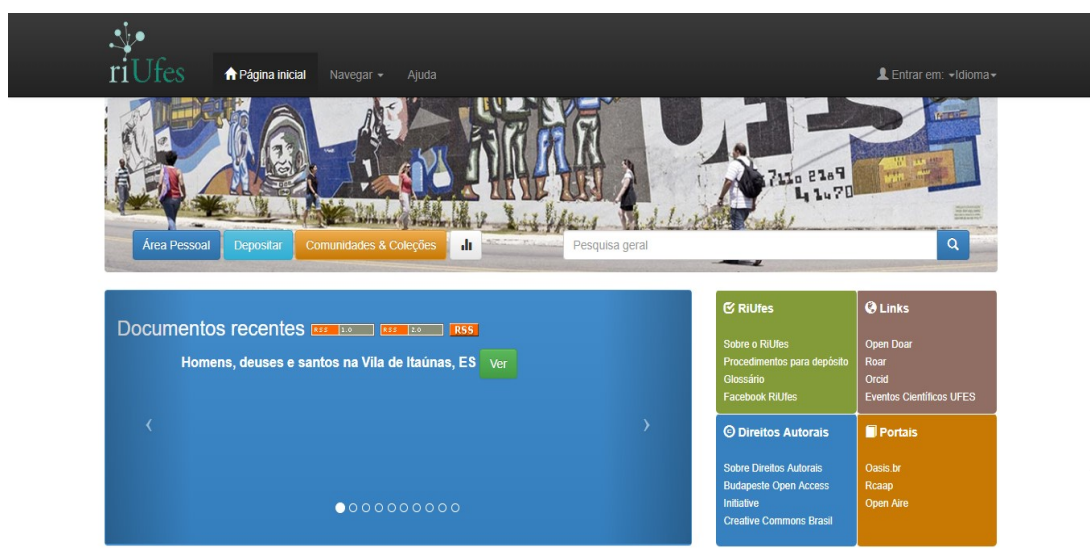 riUfes
Página inicial
Navegar
Ajuda
Entrar em:
Idioma
UFES
Área Pessoal
Depositar
Comunidades & Coleções
Pesquisa geral
Documentos recentes RSS 1.0 RSS 2.0 RSS
Homens, deuses e santos na Vila de Itaúnas, ES Ver
RiUfes
Sobre o RiUfes
Procedimentos para depósito
Glossário
Facebook RiUfes
Links
Open Doar
Roar
Orcid
Eventos Científicos UFES
Direitos Autorais
Sobre Direitos Autorais
Budapeste Open Access
Initiative
Creative Commons Brasil
Portais
Oasis.br
Rcaap
Open Aire